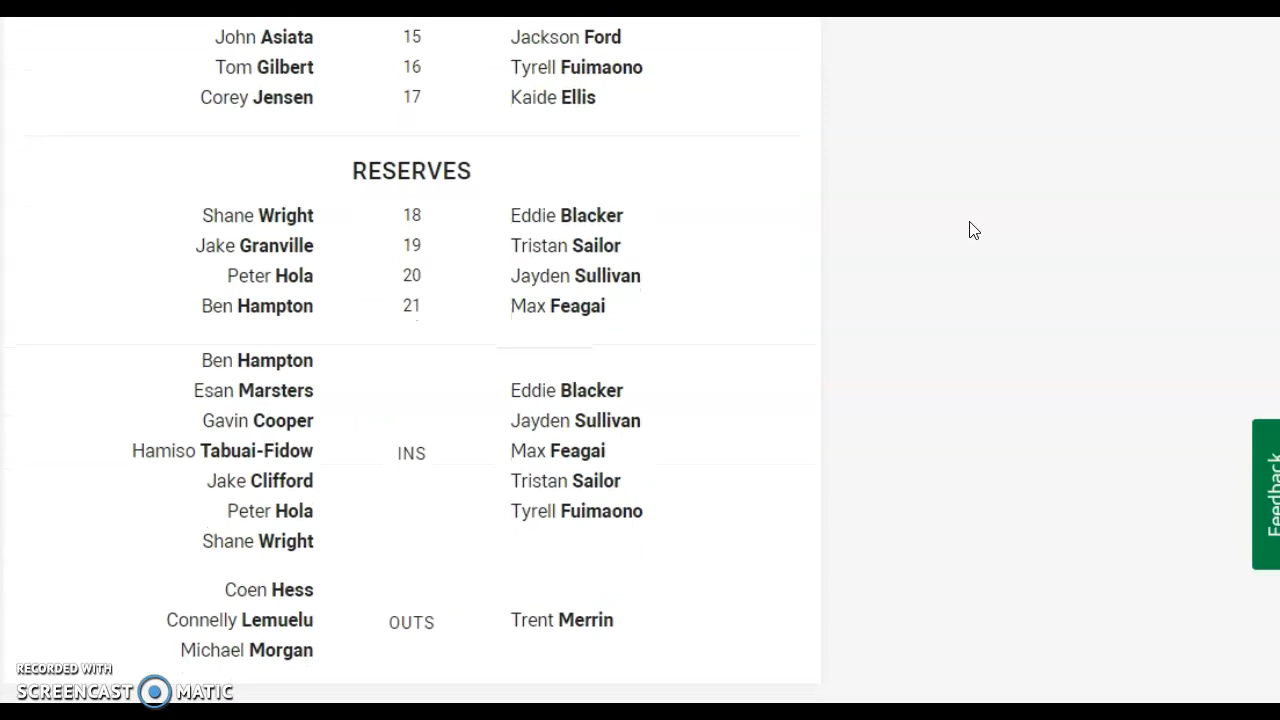 John Asiata 15 Jackson Ford
Tom Gilbert 16 Tyrell Fuimaono
Corey Jensen 17 Kaide Ellis
RESERVES
Shane Wright 18 Eddie Blacker
Jake Granville 19 Tristan Sailor
Peter Hola 20 Jayden Sullivan
Ben Hampton 21 Max Feagai
Ben Hampton
Esan Marsters Eddie Blacker
Gavin Cooper Jayden Sullivan
Hamiso Tabuai-Fidow INS Max Feagai
Jake Clifford Tristan Sailor
Peter Hola Tyrell Fuimaono
Shane Wright
Coen Hess
Connelly Lemuelu OUTS Trent Merrin
Michael Morgan
Feedback
RECORDED WITH
SCREENCAST MATIC